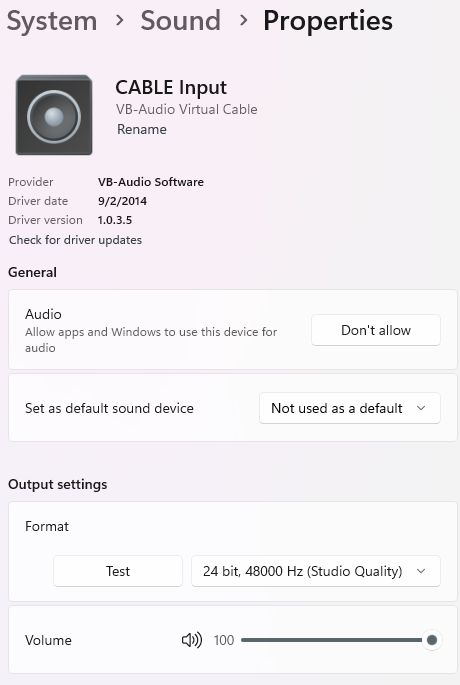 System > Sound > Properties
CABLE Input
VB-Audio Virtual Cable
Rename
Provider VB-Audio Software
Driver date 9/2/2014
Driver version 1.0.3.5
Check for driver updates
General
Audio
Allow apps and Windows to use this device for
audio
Don't allow
Set as default sound device Not used as a default
Output settings
Format
Test 24 bit, 48000 Hz (Studio Quality)
Volume 100